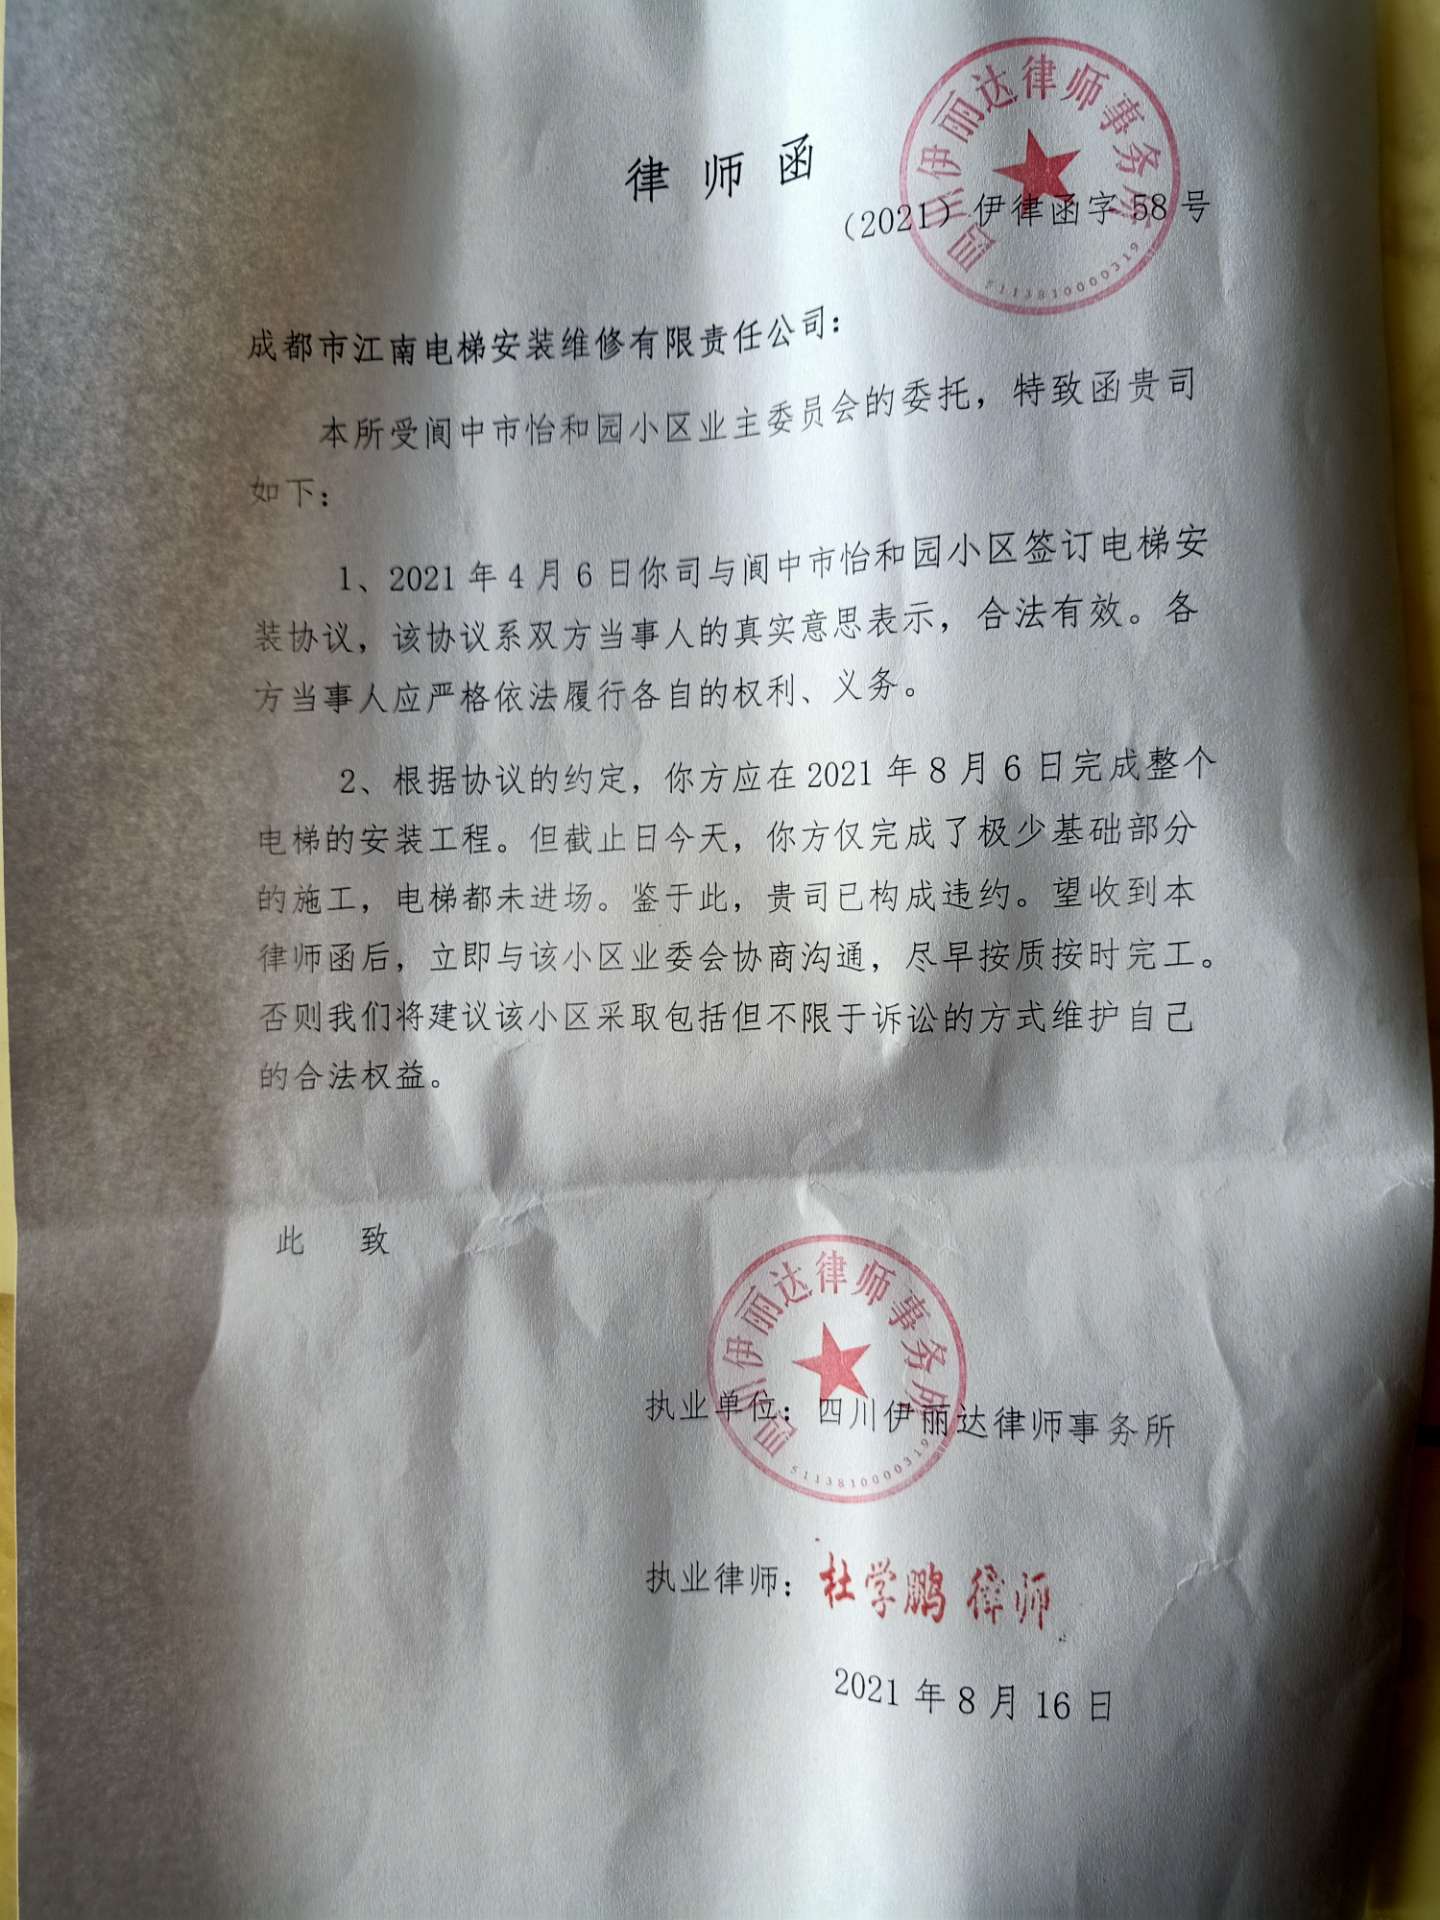 四川伊丽达律师事务所
5113810000319
律师函
（2021）伊律函字 58 号
成都市江南电梯安装维修有限责任公司：
本所受阆中市怡和园小区业主委员会的委托，特致函贵司
如下：
1、2021 年 4 月 6 日你司与阆中市怡和园小区签订电梯安
装协议，该协议系双方当事人的真实意思表示，合法有效。各
方当事人应严格依法履行各自的权利、义务。
2、根据协议的约定，你方应在 2021 年 8 月 6 日完成整个
电梯的安装工程。但截止日今天，你方仅完成了极少基础部分
的施工，电梯都未进场。鉴于此，贵司已构成违约。望收到本
律师函后，立即与该小区业委会协商沟通，尽早按质按时完工。
否则我们将建议该小区采取包括但不限于诉讼的方式维护自己
的合法权益。
此 致
四川伊丽达律师事务所
5113810000319
执业单位：四川伊丽达律师事务所
执业律师：杜学鹏 律师
2021 年 8 月 16 日